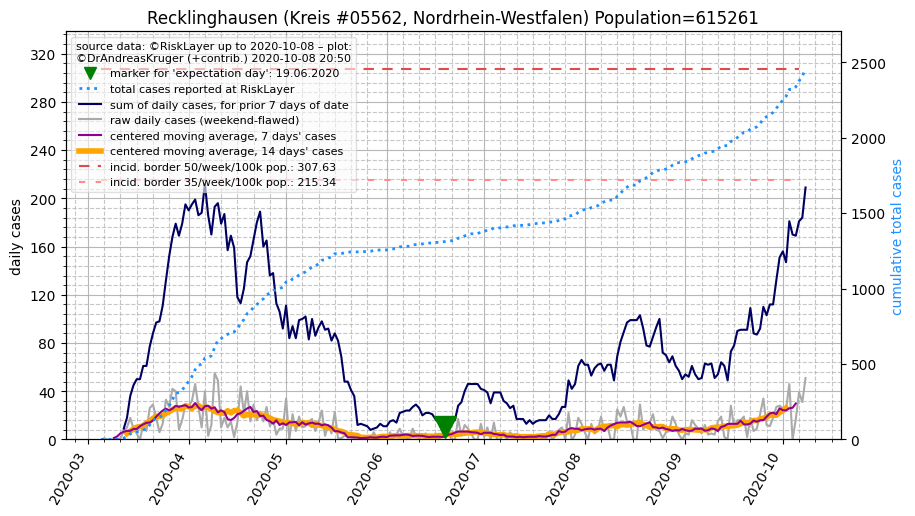 Recklinghausen (Kreis #05562, Nordrhein-Westfalen) Population=615261
source data: ©RiskLayer up to 2020-10-08 – plot:
©DrAndreasKruger (+contrib.) 2020-10-08 20:50
marker for 'expectation day': 19.06.2020
total cases reported at RiskLayer
sum of daily cases, for prior 7 days of date
raw daily cases (weekend-flawed)
centered moving average, 7 days' cases
centered moving average, 14 days' cases
incid. border 50/week/100k pop.: 307.63
incid. border 35/week/100k pop.: 215.34
daily cases
320
280
240
200
160
120
80
40
0
2500
2000
1500
1000
500
0
cumulative total cases
2020-03
2020-04
2020-05
2020-06
2020-07
2020-08
2020-09
2020-10